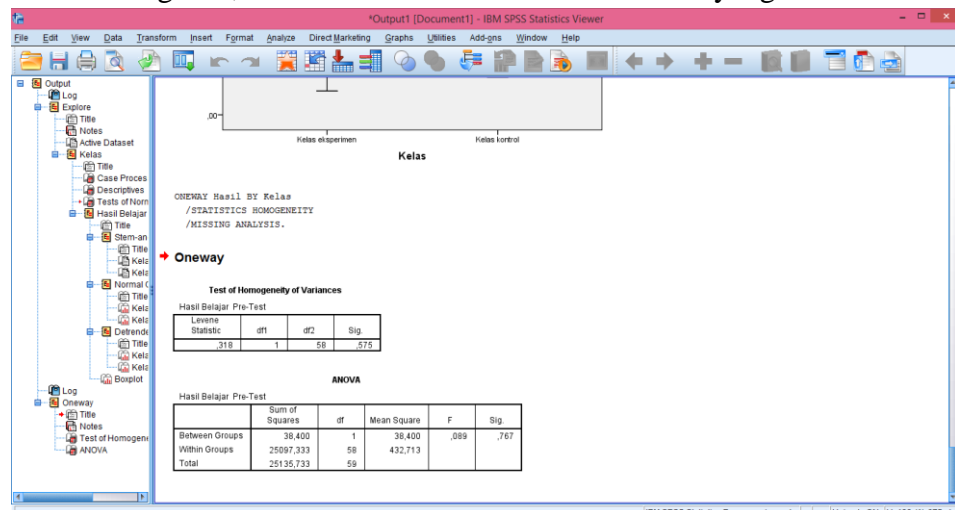 *Output1 [Document1] - IBM SPSS Statistics Viewer
File Edit View Data Transform Insert Format Analyze Direct Marketing Graphs Utilities Add-ons Window Help
Output
Log
Explore
Title
Notes
Active Dataset
Kelas
Title
Case Proces
Descriptives
Tests of Norn
Hasil Belajar
Title
Stem-an
Title
Kela
Kela
Normal
Title
Kela
Kela
Detrende
Title
Kela
Kela
Boxplot
Log
Oneway
Title
Notes
Test of Homogen
ANOVA
,00
Kelas eksperimen Kelas kontrol
Kelas
ONEWAY Hasil BY Kelas
/STATISTICS HOMOGENEITY
/MISSING ANALYSIS.
Oneway
Test of Homogeneity of Variances
Hasil Belajar Pre-Test
Levene Statistic df1 df2 Sig.
,318 1 58 ,575
ANOVA
Hasil Belajar Pre-Test
Sum of Squares df Mean Square F Sig.
Between Groups 38,400 1 38,400 ,089 ,767
Within Groups 25097,333 58 432,713
Total 25135,733 59